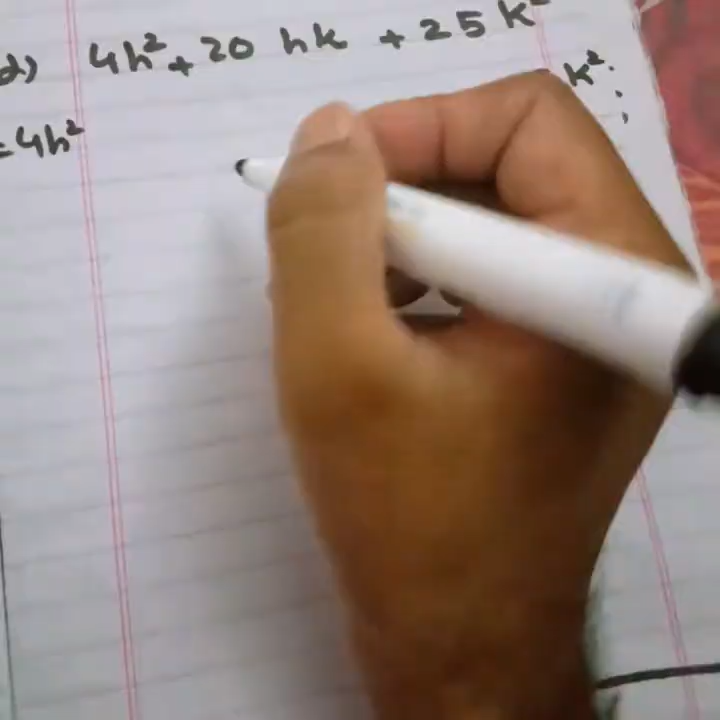 d) 4h² + 20 hk + 25 k²
k²;
= 4h²